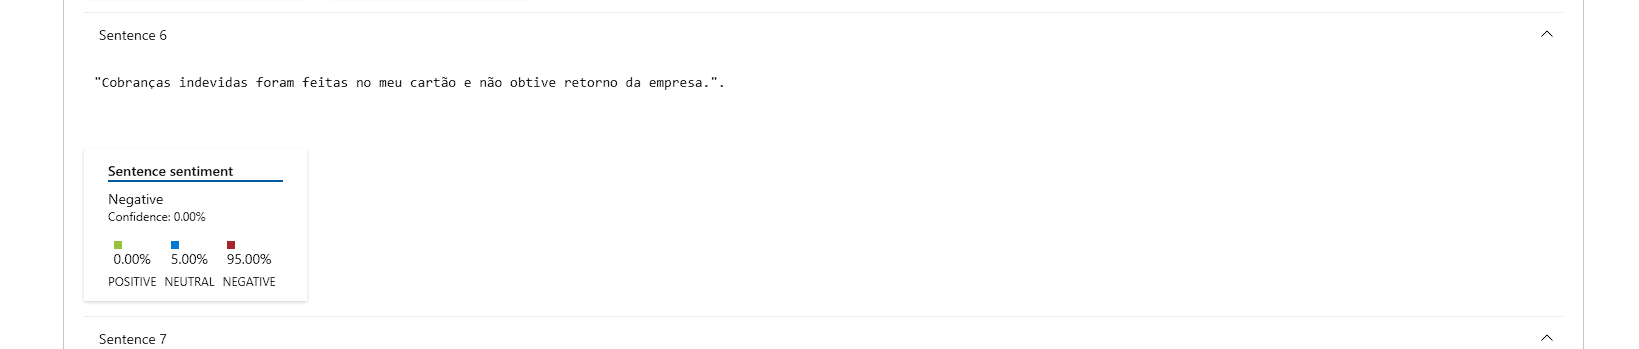 Sentence 6
"Cobranças indevidas foram feitas no meu cartão e não obtive retorno da empresa.".
Sentence sentiment
Negative
Confidence: 0.00%
0.00% 5.00% 95.00%
POSITIVE NEUTRAL NEGATIVE
Sentence 7